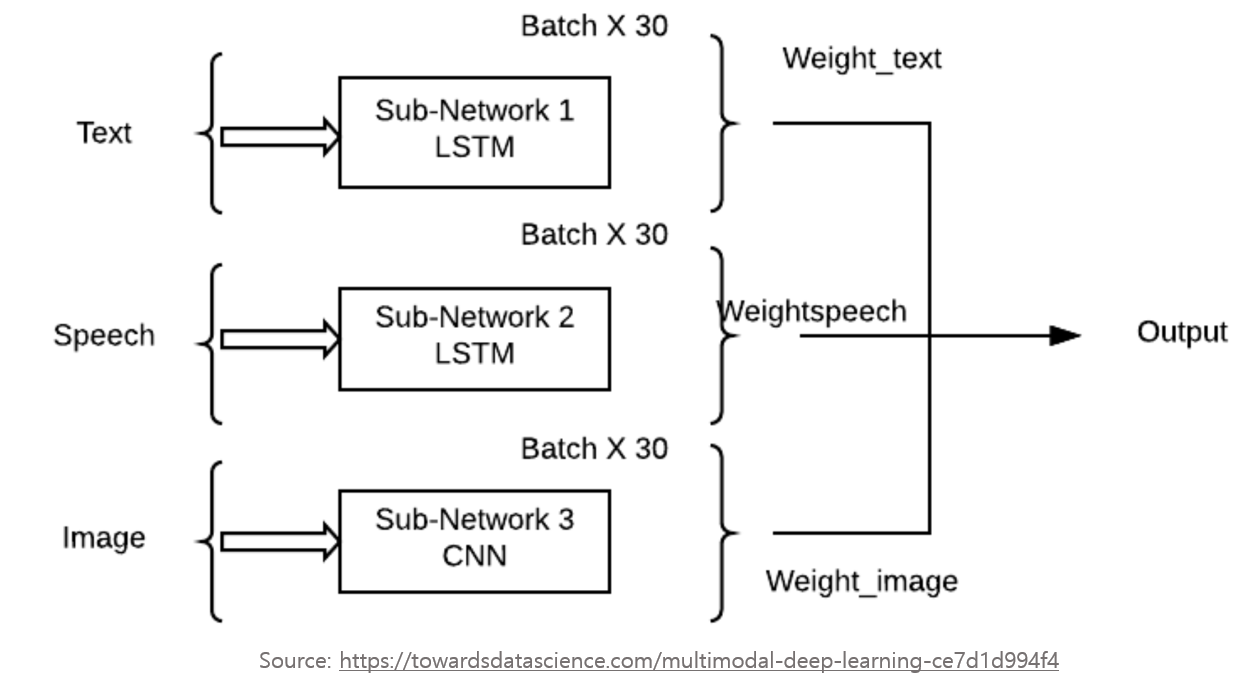 Batch X 30
Weight_text
Text
Sub-Network 1
LSTM
Batch X 30
Speech
Sub-Network 2
LSTM
Weightspeech
Output
Batch X 30
Image
Sub-Network 3
CNN
Weight_image
Source: https://towardsdatascience.com/multimodal-deep-learning-ce7d1d994f4